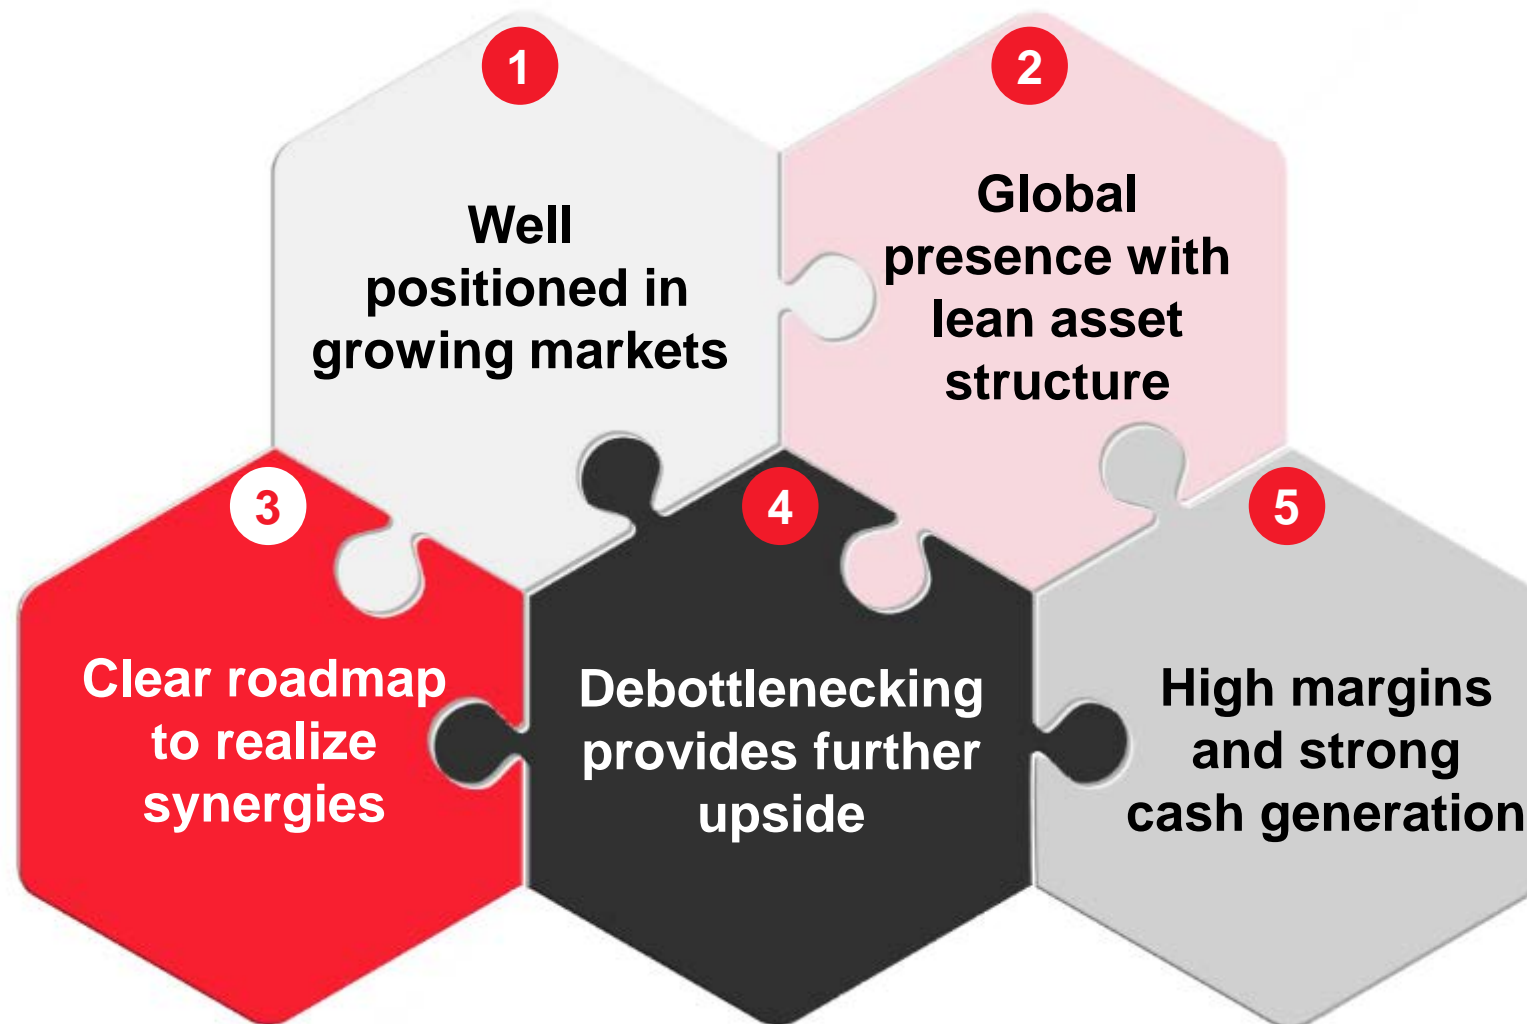 1
Well
positioned in
growing markets
2
Global
presence with
lean asset
structure
3
Clear roadmap
to realize
synergies
4
Debottlenecking
provides further
upside
5
High margins
and strong
cash generation